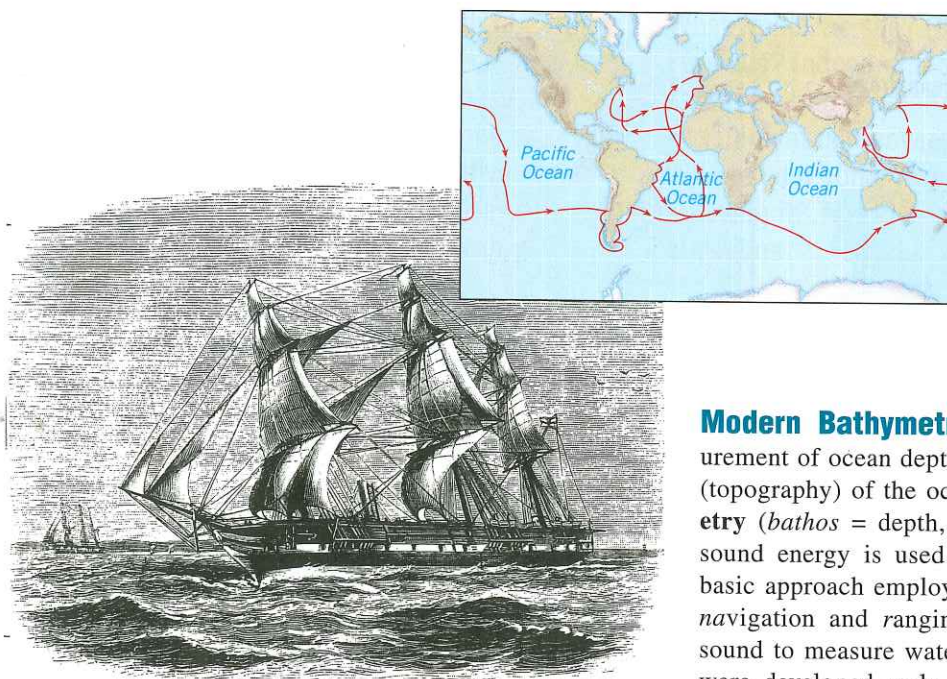 Pacific
Ocean
Atlantic
Ocean
Indian
Ocean
Modern Bathymetr
urement of ocean dept
(topography) of the oc
etry (bathos = depth,
sound energy is used
basic approach employ
navigation and ranging
sound to measure wate